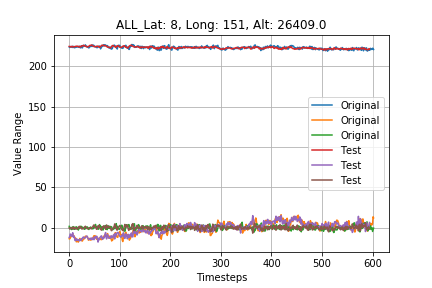 ALL_Lat: 8, Long: 151, Alt: 26409.0
Value Range
200
150
100
50
0
Original
Original
Original
Test
Test
Test
0 100 200 300 400 500 600
Timesteps